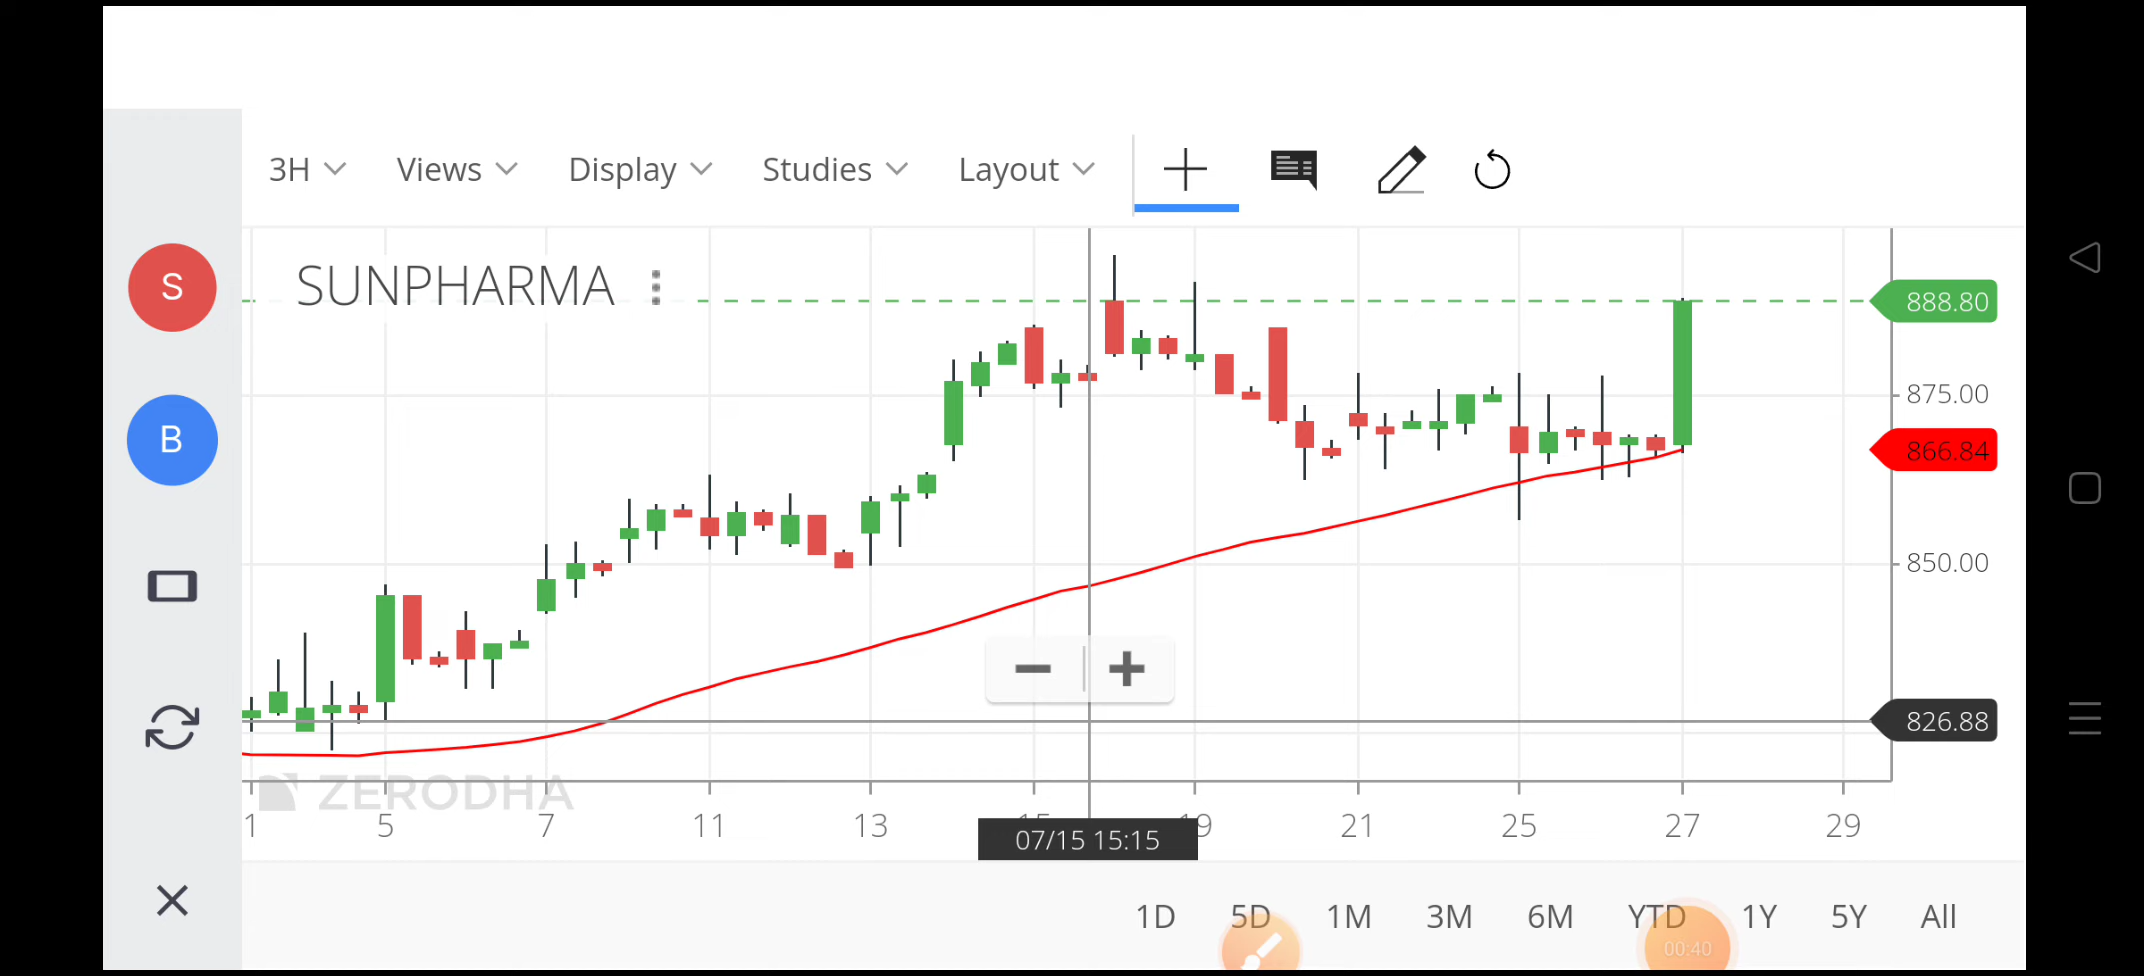 3H Views Display Studies Layout
S SUNPHARMA 888.80
875.00
B 866.84
850.00
826.88
ZERODHA
1 5 7 11 13 15 19 21 25 27 29
07/15 15:15
1D 5D 1M 3M 6M YTD 1Y 5Y All
00:40